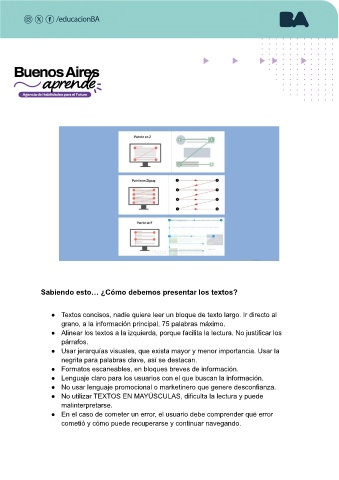 /educacionBA
BA
Buenos Aires
aprende
Agencia de Habilidades para el Futuro
Patrón en Z
Patrón en Zigzag
Patrón en F
Sabiendo esto... ¿Cómo debemos presentar los textos?
● Textos concisos, nadie quiere leer un bloque de texto largo. Ir directo al
grano, a la información principal. 75 palabras máximo.
● Alinear los textos a la izquierda, porque facilita la lectura. No justificar los
párrafos.
● Usar jerarquías visuales, que exista mayor y menor importancia. Usar la
negrita para palabras clave, así se destacan.
● Formatos escaneables, en bloques breves de información.
● Lenguaje claro para los usuarios con el que buscan la información.
● No usar lenguaje promocional o marketinero que genere desconfianza.
● No utilizar TEXTOS EN MAYÚSCULAS, dificulta la lectura y puede
malinterpretarse.
● En el caso de cometer un error, el usuario debe comprender qué error
cometió y cómo puede recuperarse y continuar navegando.